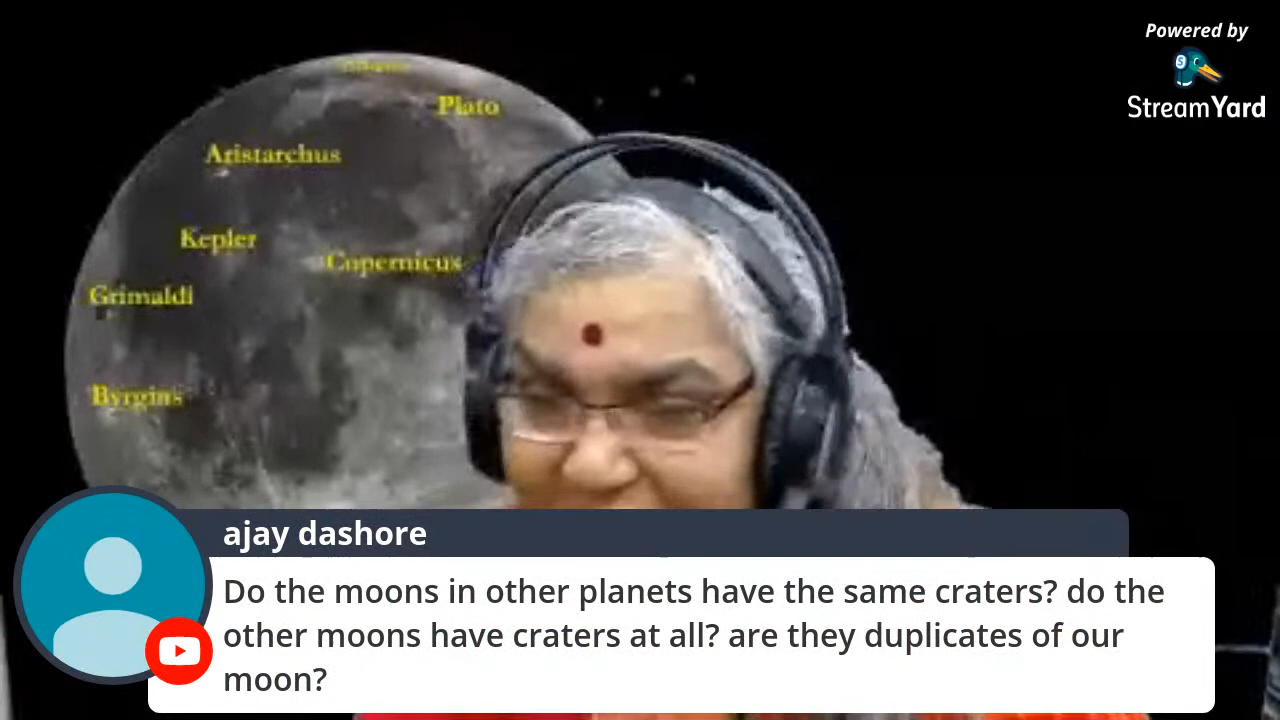 Powered by
StreamYard
Plato
Aristarchus
Kepler
Copernicus
Grimaldi
Byrgius
ajay dashore
Do the moons in other planets have the same craters? do the
other moons have craters at all? are they duplicates of our
moon?